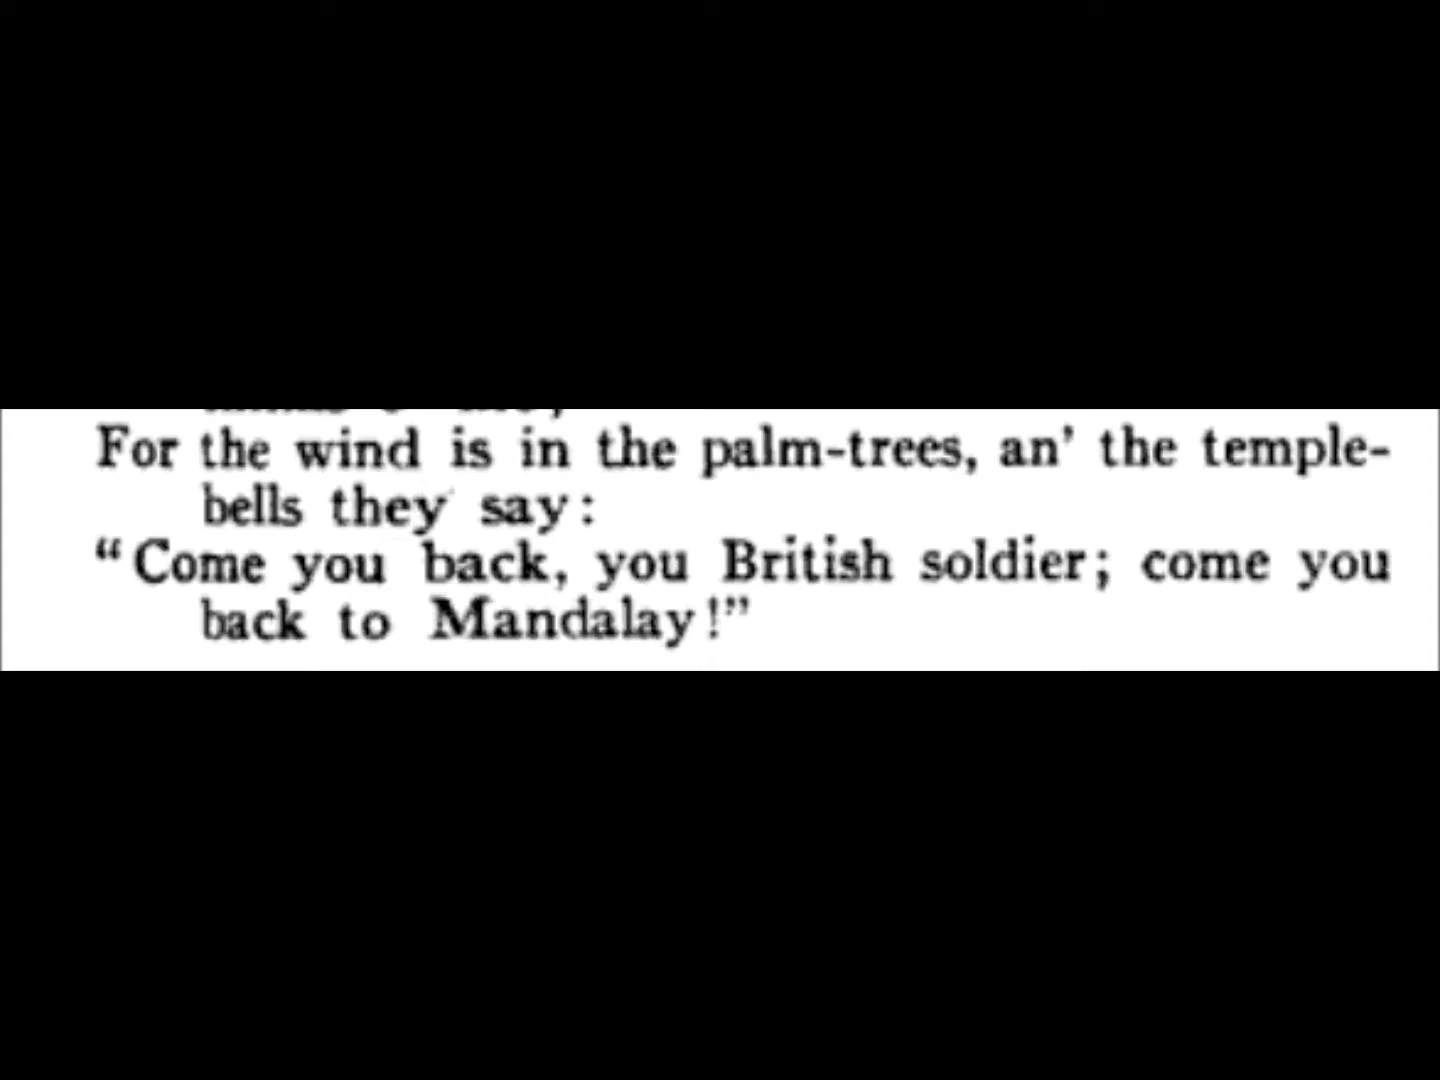 For the wind is in the palm-trees, an' the temple-
bells they say:
“Come you back, you British soldier; come you
back to Mandalay!”